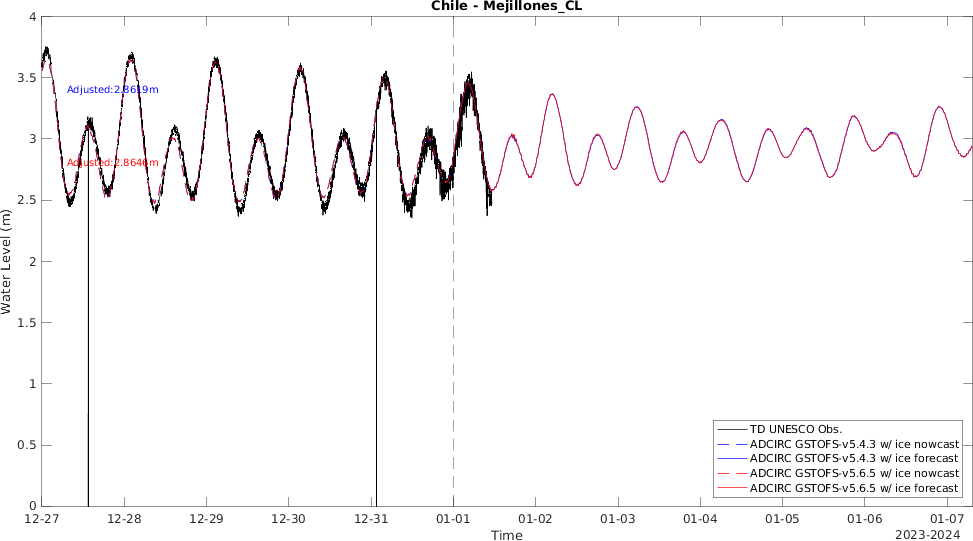 Chile - Mejillones_CL
4
3.5
3
2.5
2
1.5
1
0.5
0
Water Level (m)
Adjusted:2.8619m
Adjusted:2.8646m
TD UNESCO Obs.
ADCIRC GSTOFS-v5.4.3 w/ ice nowcast
ADCIRC GSTOFS-v5.4.3 w/ ice forecast
ADCIRC GSTOFS-v5.6.5 w/ ice nowcast
ADCIRC GSTOFS-v5.6.5 w/ ice forecast
12-27 12-28 12-29 12-30 12-31 01-01 01-02 01-03 01-04 01-05 01-06 01-07
Time
2023-2024